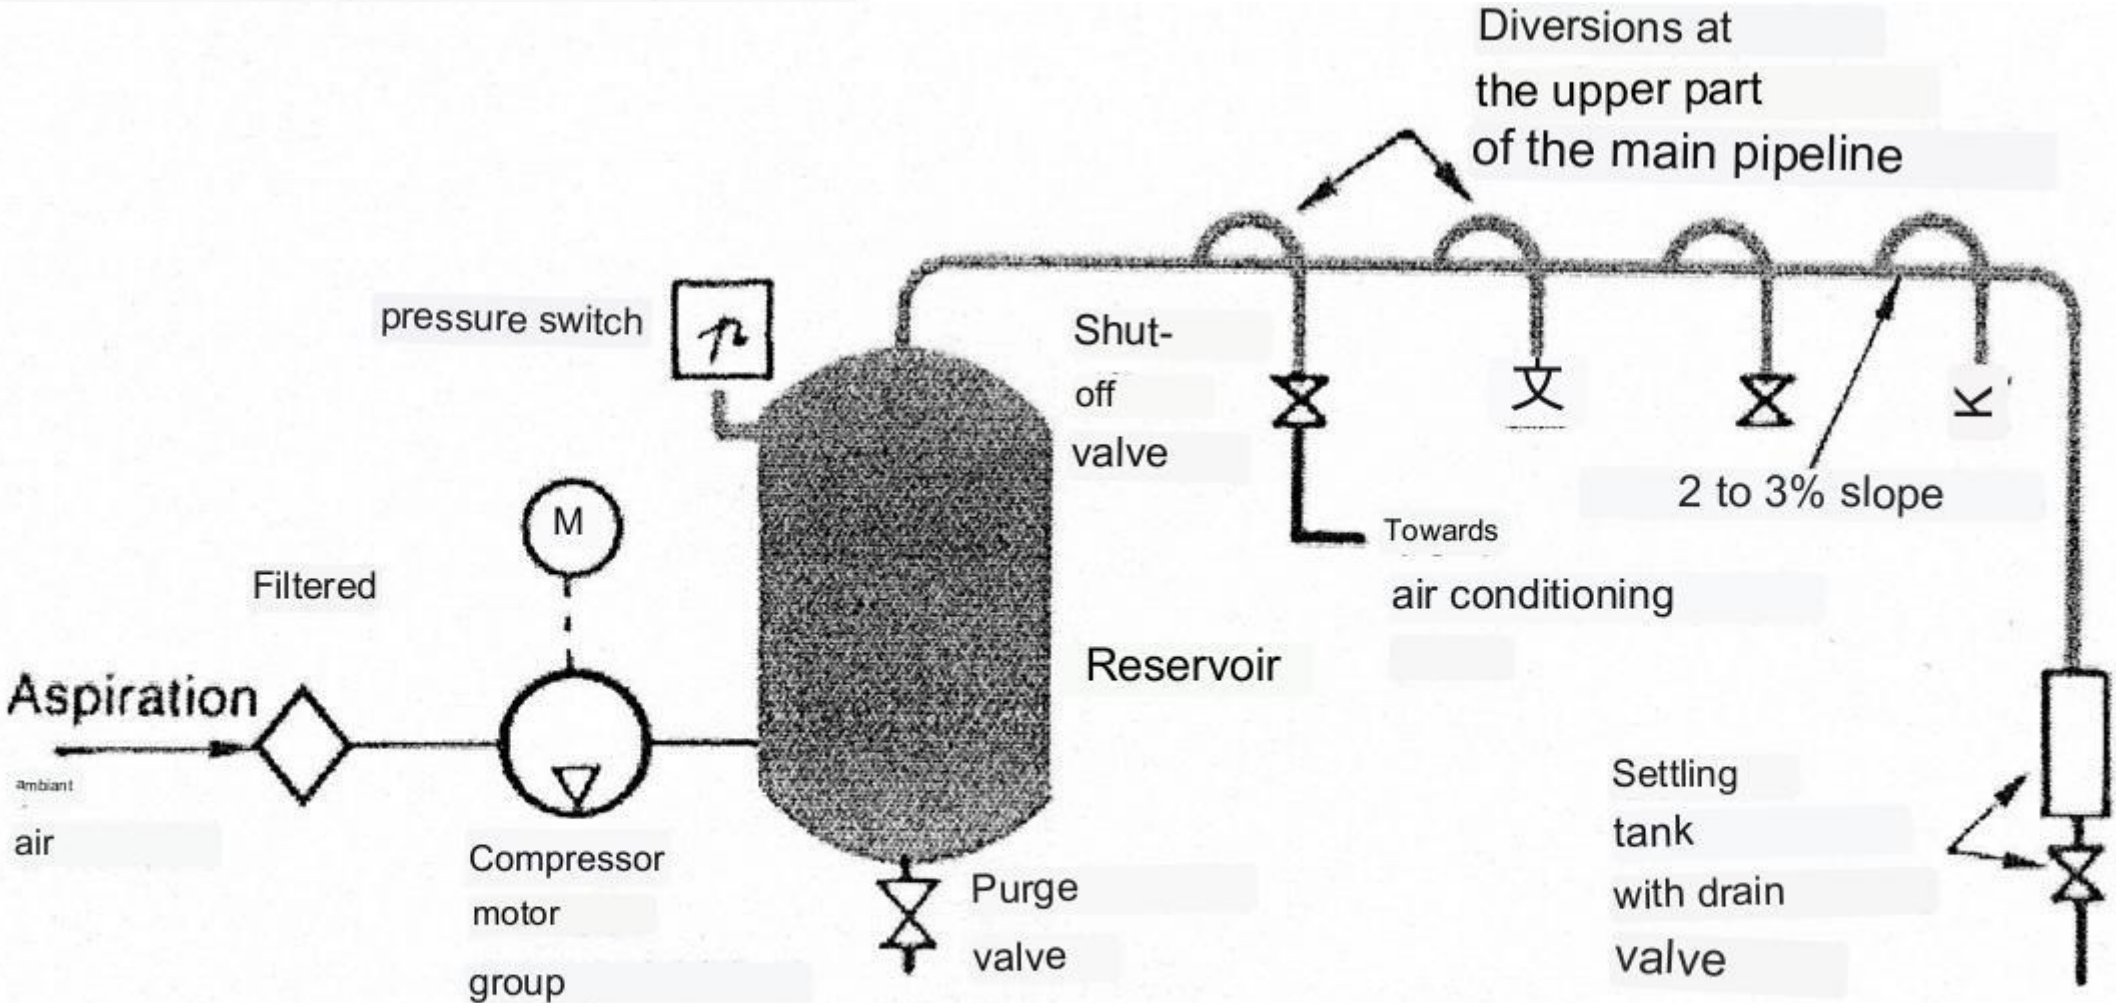 Diversions at
the upper part
of the main pipeline
pressure switch
p
Shut-
off
valve
文
K
2 to 3% slope
M
Towards
air conditioning
Filtered
Reservoir
Aspiration
ambiant
air
Settling
tank
with drain
valve
Compressor
motor
group
Purge
valve